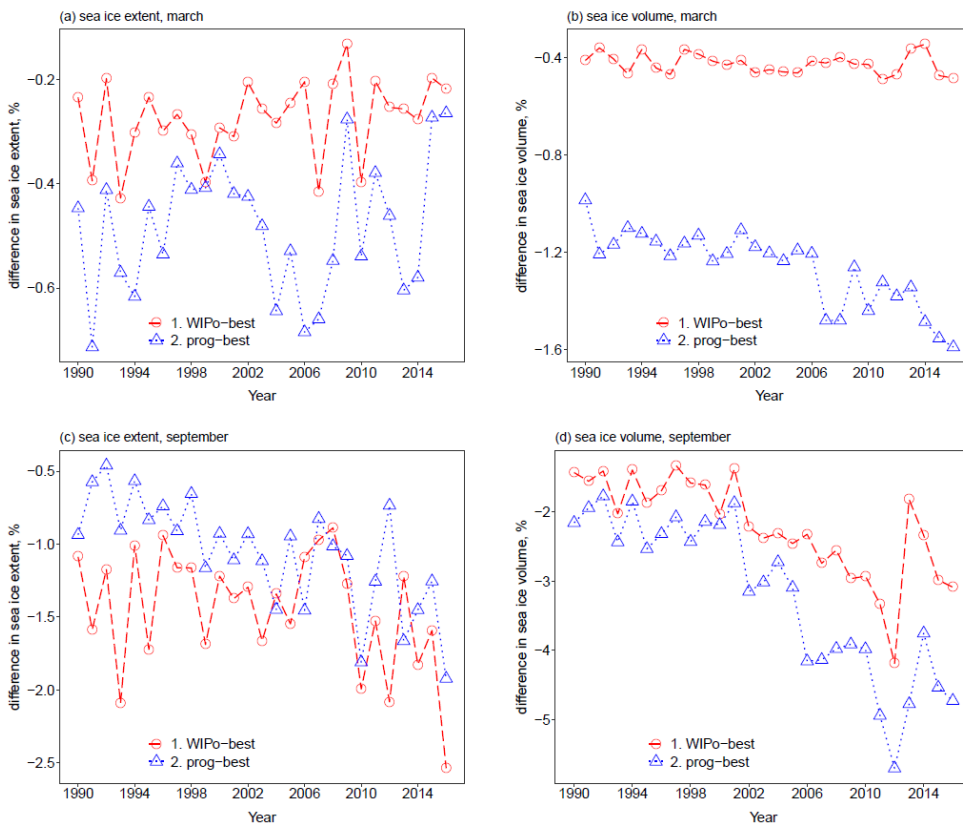 (a) sea ice extent, march
difference in sea ice extent, %
−0.2
−0.4
−0.6
1. WIPo−best
2. prog−best
1990 1994 1998 2002 2006 2010 2014
Year
(b) sea ice volume, march
difference in sea ice volume, %
−0.4
−0.8
−1.2
−1.6
1. WIPo−best
2. prog−best
1990 1994 1998 2002 2006 2010 2014
Year
(c) sea ice extent, september
difference in sea ice extent, %
−0.5
−1.0
−1.5
−2.0
−2.5
1. WIPo−best
2. prog−best
1990 1994 1998 2002 2006 2010 2014
Year
(d) sea ice volume, september
difference in sea ice volume, %
−2
−3
−4
−5
1. WIPo−best
2. prog−best
1990 1994 1998 2002 2006 2010 2014
Year